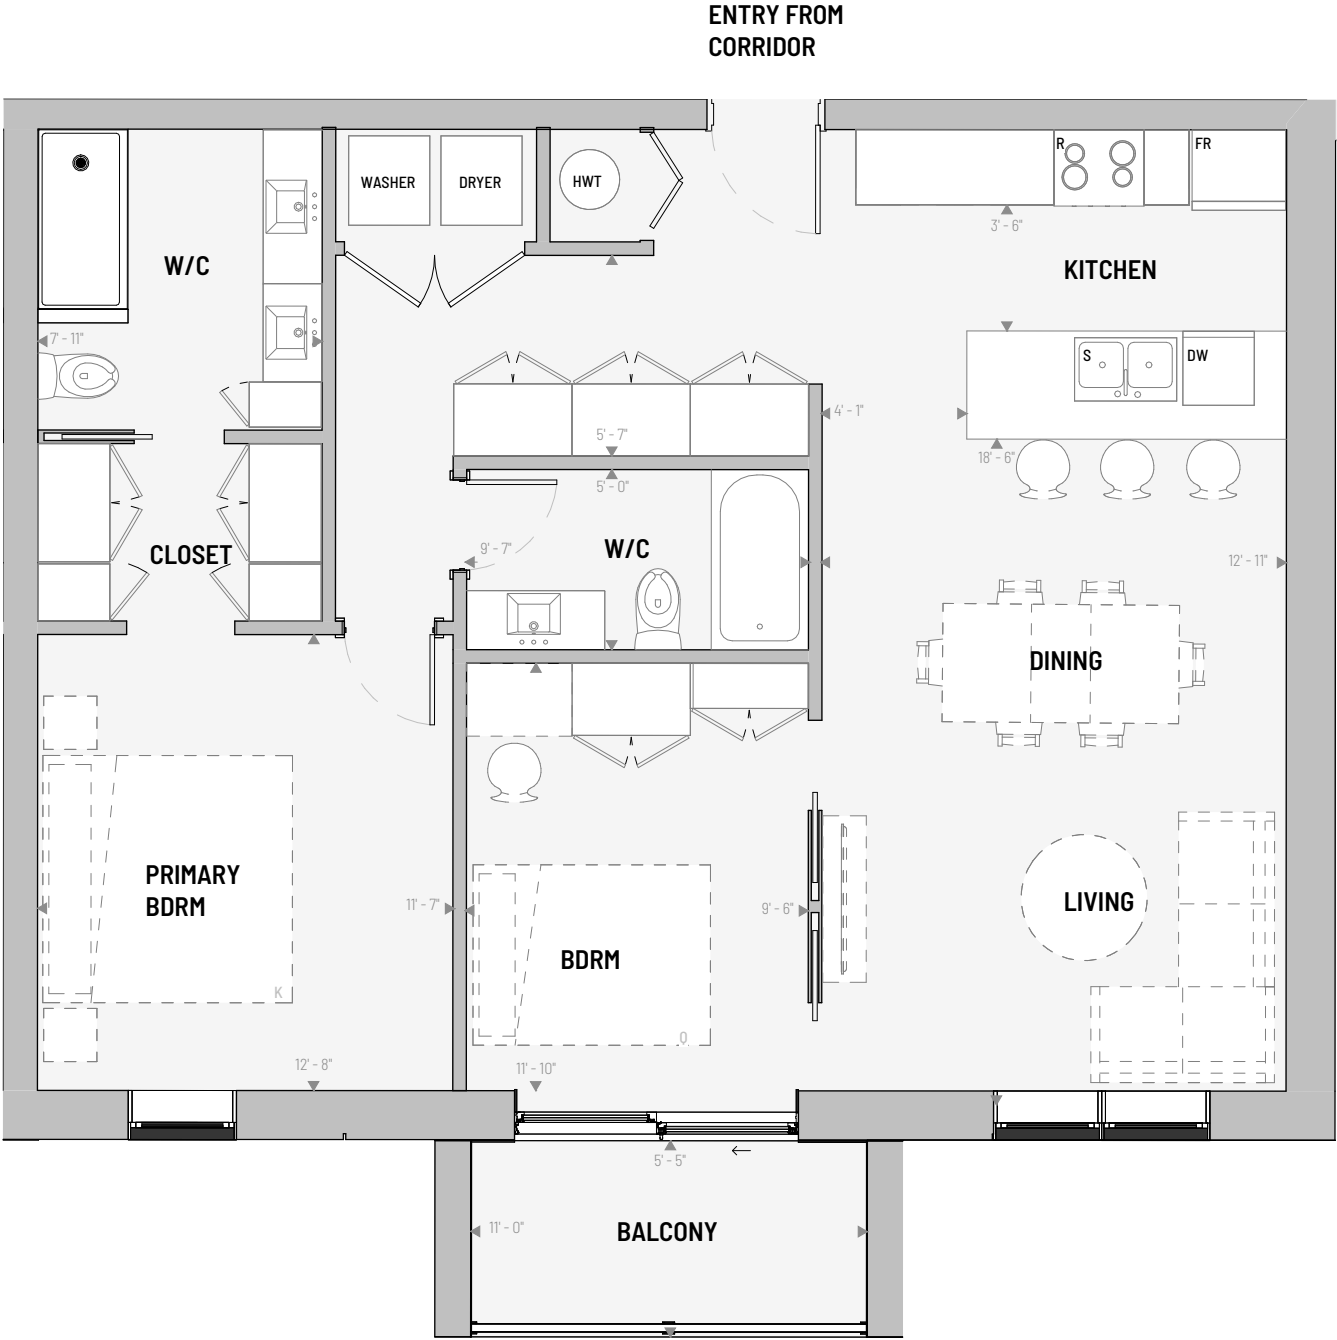 ENTRY FROM
CORRIDOR
R
FR
WASHER
DRYER
HWT
3' - 6"
W/C
KITCHEN
7' - 11"
S
DW
4' - 1"
5' - 7"
18' - 6"
5' - 0"
CLOSET
9' - 7"
W/C
12' - 11"
DINING
PRIMARY
BDRM
11' - 7"
9' - 6"
LIVING
BDRM
K
Q
12' - 8"
11' - 10"
5' - 5"
11' - 0"
BALCONY